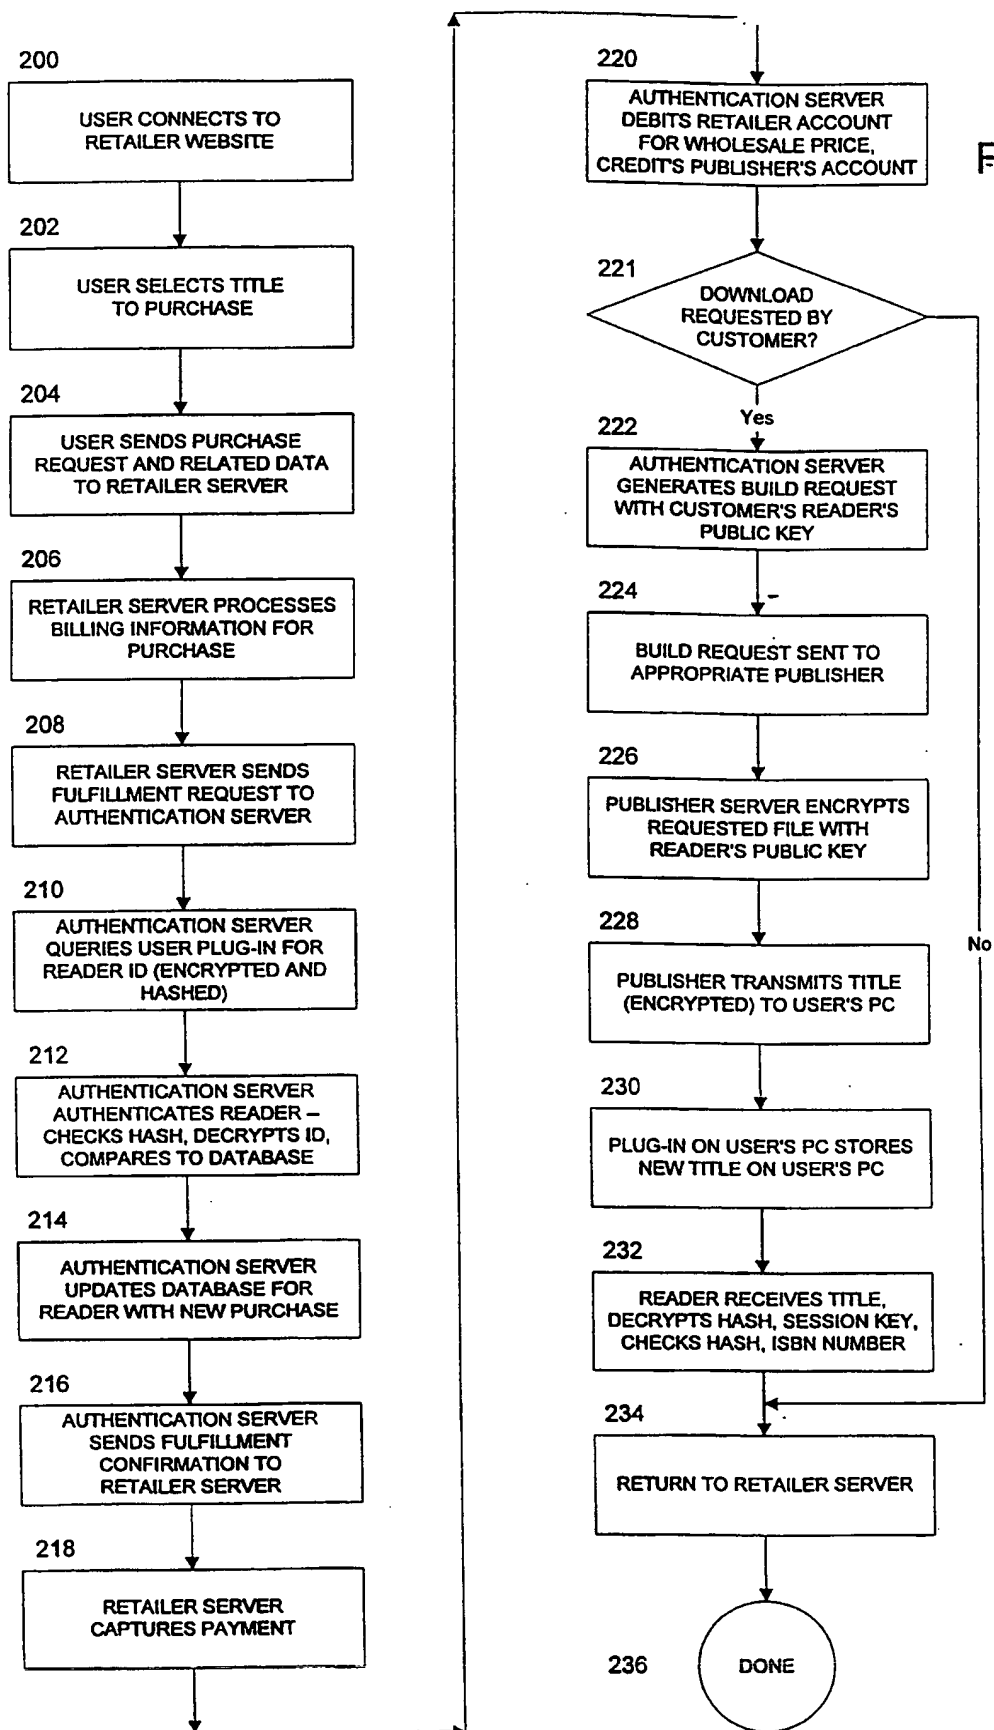 200
USER CONNECTS TO
RETAILER WEBSITE
202
USER SELECTS TITLE
TO PURCHASE
204
USER SENDS PURCHASE
REQUEST AND RELATED DATA
TO RETAILER SERVER
206
RETAILER SERVER PROCESSES
BILLING INFORMATION FOR
PURCHASE
208
RETAILER SERVER SENDS
FULFILLMENT REQUEST TO
AUTHENTICATION SERVER
210
AUTHENTICATION SERVER
QUERIES USER PLUG-IN FOR
READER ID (ENCRYPTED AND
HASHED)
212
AUTHENTICATION SERVER
AUTHENTICATES READER –
CHECKS HASH, DECRYPTS ID,
COMPARES TO DATABASE
214
AUTHENTICATION SERVER
UPDATES DATABASE FOR
READER WITH NEW PURCHASE
216
AUTHENTICATION SERVER
SENDS FULFILLMENT
CONFIRMATION TO
RETAILER SERVER
218
RETAILER SERVER
CAPTURES PAYMENT
220
AUTHENTICATION SERVER
DEBITS RETAILER ACCOUNT
FOR WHOLESALE PRICE,
CREDIT'S PUBLISHER'S ACCOUNT
221
DOWNLOAD
REQUESTED BY
CUSTOMER?
Yes
222
AUTHENTICATION SERVER
GENERATES BUILD REQUEST
WITH CUSTOMER'S READER'S
PUBLIC KEY
224
BUILD REQUEST SENT TO
APPROPRIATE PUBLISHER
226
PUBLISHER SERVER ENCRYPTS
REQUESTED FILE WITH
READER'S PUBLIC KEY
228
No
PUBLISHER TRANSMITS TITLE
(ENCRYPTED) TO USER'S PC
230
PLUG-IN ON USER'S PC STORES
NEW TITLE ON USER'S PC
232
READER RECEIVES TITLE,
DECRYPTS HASH, SESSION KEY,
CHECKS HASH, ISBN NUMBER
234
RETURN TO RETAILER SERVER
236
DONE